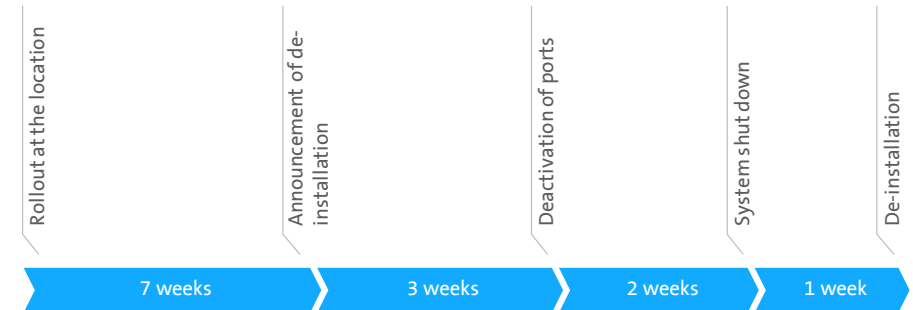 Rollout at the location
Announcement of de-
installation
Deactivation of ports
System shut down
De-installation
7 weeks
3 weeks
2 weeks
1 week